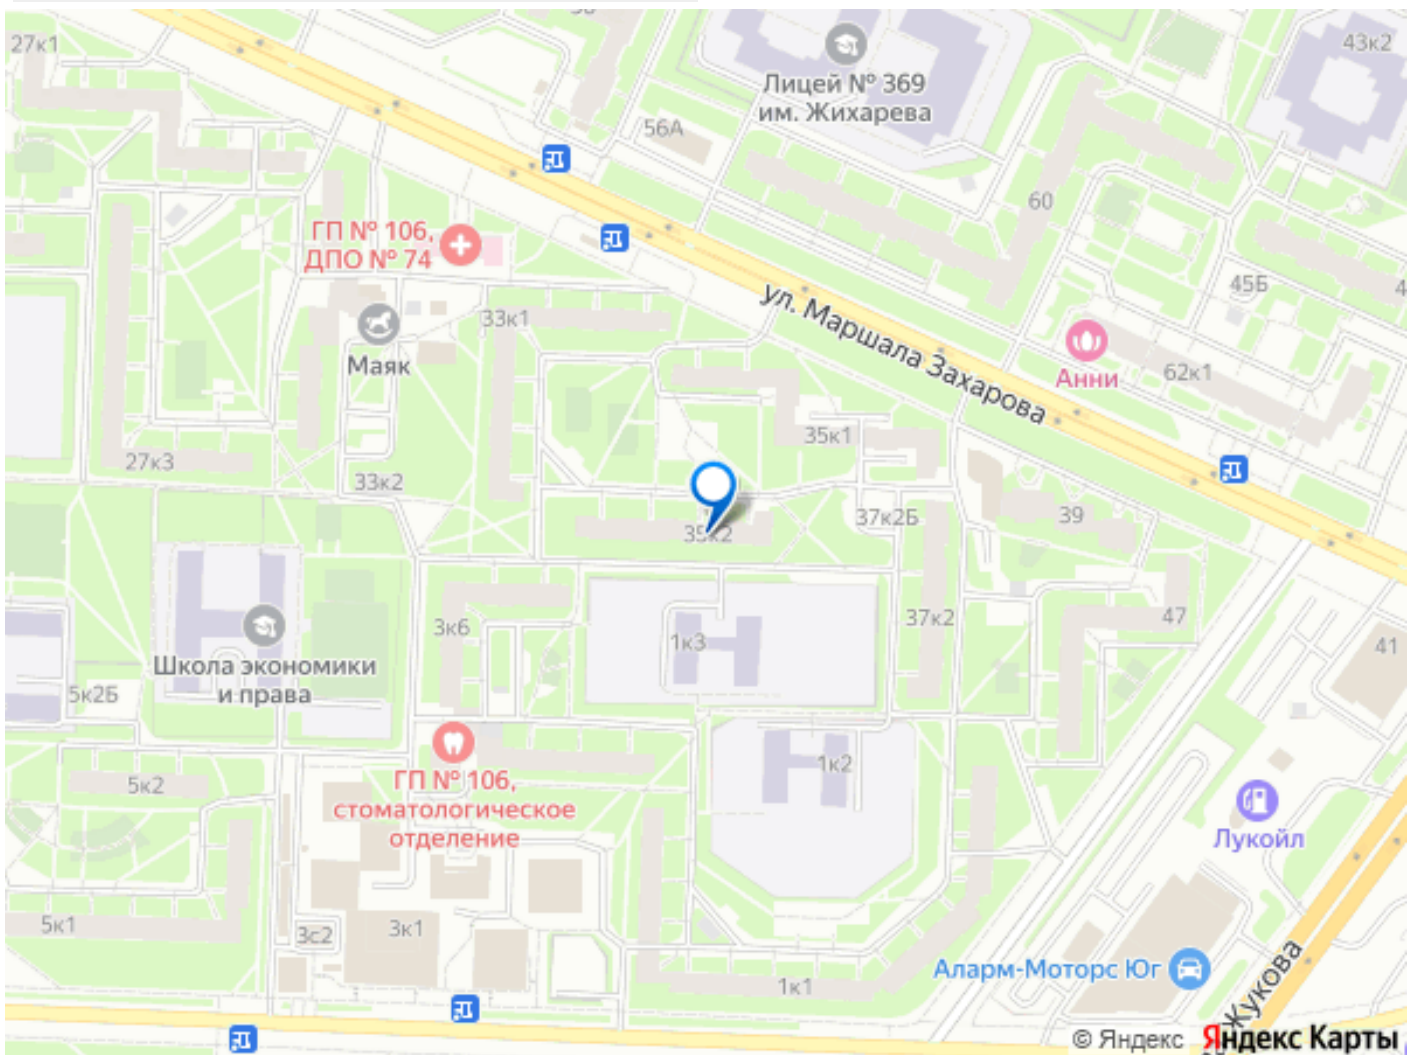 27к1
43к2
Лицей № 369
им. Жихарева
56А
60
ГП № 106,
ДПО № 74
45Б
33к1
ул. Маршала Захарова
Маяк
Анни
62к1
35к1
27к3
33к2
35к2
37к2Б
39
3к6
1к3
37к2
47
41
Школа экономики
и права
5к2Б
5к2
1к2
ГП № 106,
стоматологическое
отделение
Лукойл
5к1
3с2
3к1
1к1
Аларм-Моторс Юг
Жукова
© Яндекс Яндекс Карты